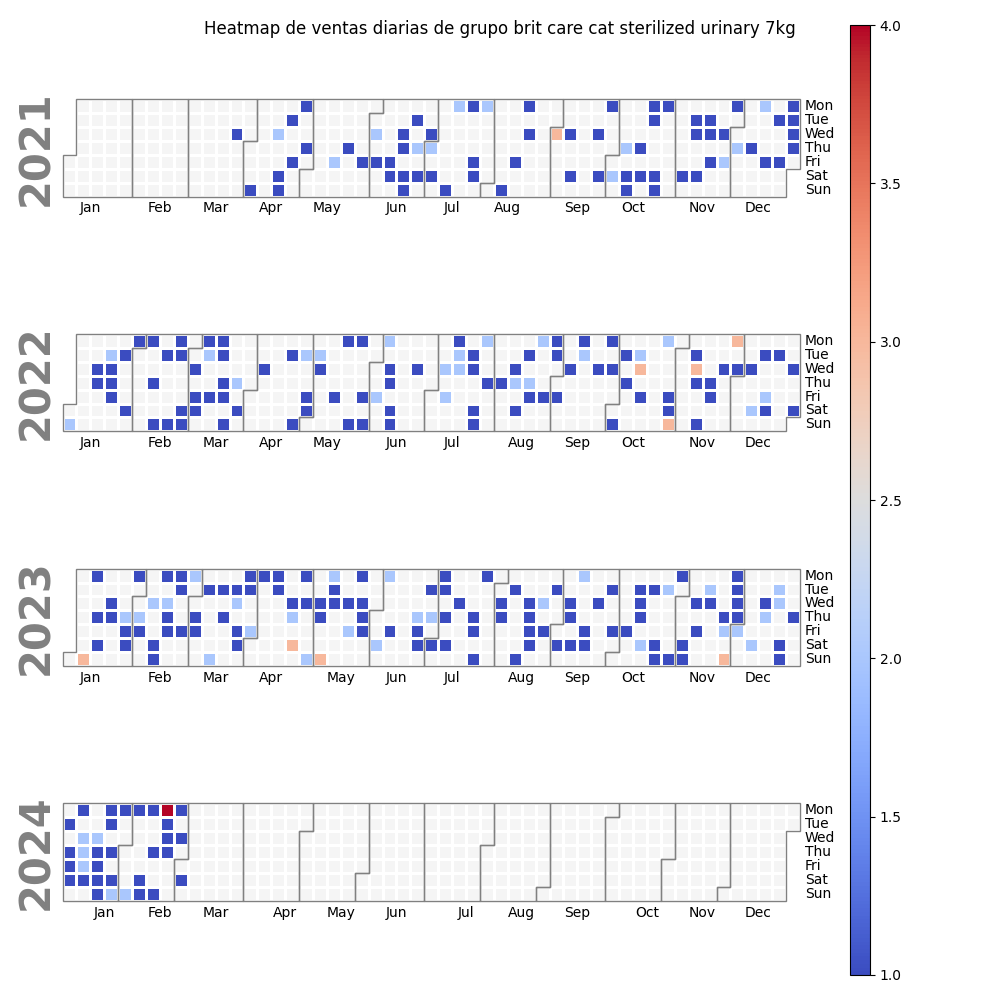 Heatmap de ventas diarias de grupo brit care cat sterilized urinary 7kg
4.0
3.5
3.0
2.5
2.0
1.5
1.0
2021
Mon
Tue
Wed
Thu
Fri
Sat
Sun
Jan Feb Mar Apr May Jun Jul Aug Sep Oct Nov Dec
2022
Mon
Tue
Wed
Thu
Fri
Sat
Sun
Jan Feb Mar Apr May Jun Jul Aug Sep Oct Nov Dec
2023
Mon
Tue
Wed
Thu
Fri
Sat
Sun
Jan Feb Mar Apr May Jun Jul Aug Sep Oct Nov Dec
2024
Mon
Tue
Wed
Thu
Fri
Sat
Sun
Jan Feb Mar Apr May Jun Jul Aug Sep Oct Nov Dec